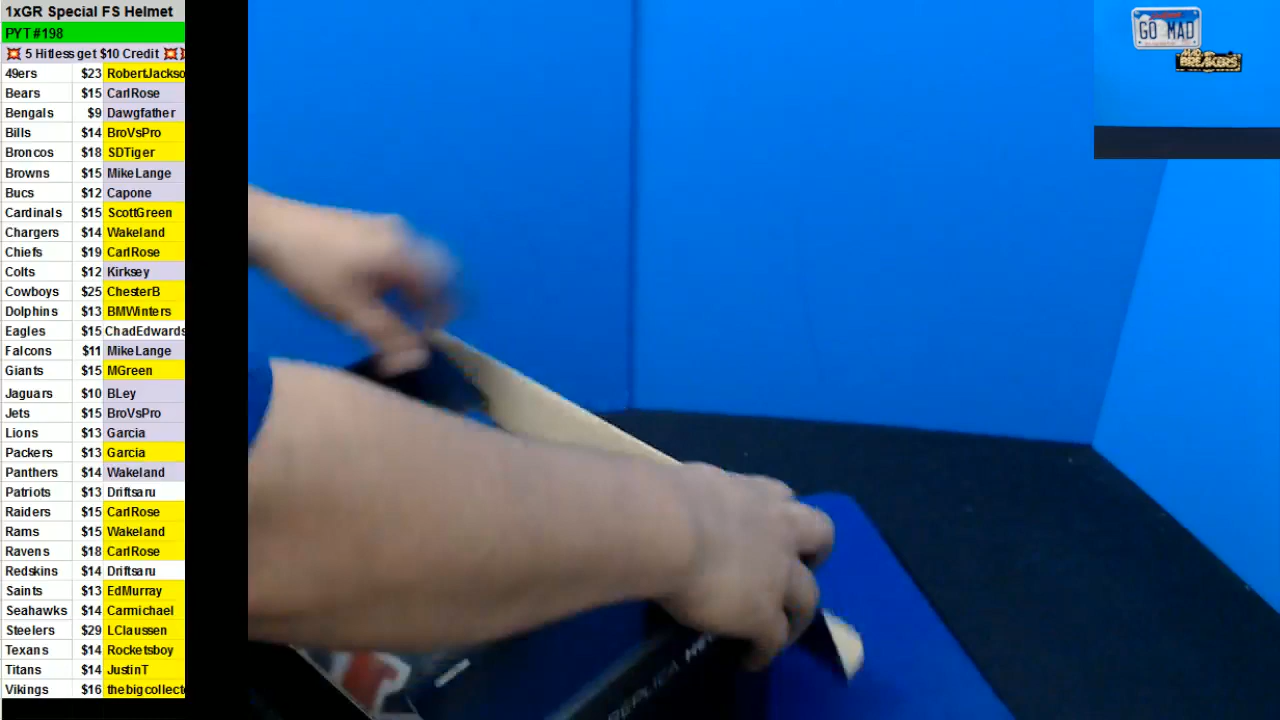 1xGR Special FS Helmet
PYT #198
💥 5 Hitless get $10 Credit 💥
49ers $23 RobertJackso
Bears $15 CarlRose
Bengals $9 Dawgfather
Bills $14 BroVsPro
Broncos $18 SDTiger
Browns $15 MikeLange
Bucs $12 Capone
Cardinals $15 ScottGreen
Chargers $14 Wakeland
Chiefs $19 CarlRose
Colts $12 Kirksey
Cowboys $25 ChesterB
Dolphins $13 BMWinters
Eagles $15 ChadEdwards
Falcons $11 MikeLange
Giants $15 MGreen
Jaguars $10 BLey
Jets $15 BroVsPro
Lions $13 Garcia
Packers $13 Garcia
Panthers $14 Wakeland
Patriots $13 Driftsaru
Raiders $15 CarlRose
Rams $15 Wakeland
Ravens $18 CarlRose
Redskins $14 Driftsaru
Saints $13 EdMurray
Seahawks $14 Carmichael
Steelers $29 LClaussen
Texans $14 Rocketsboy
Titans $14 JustinT
Vikings $16 thebigcollect
GO MAD
MAD
BREAKERS
REPLICA